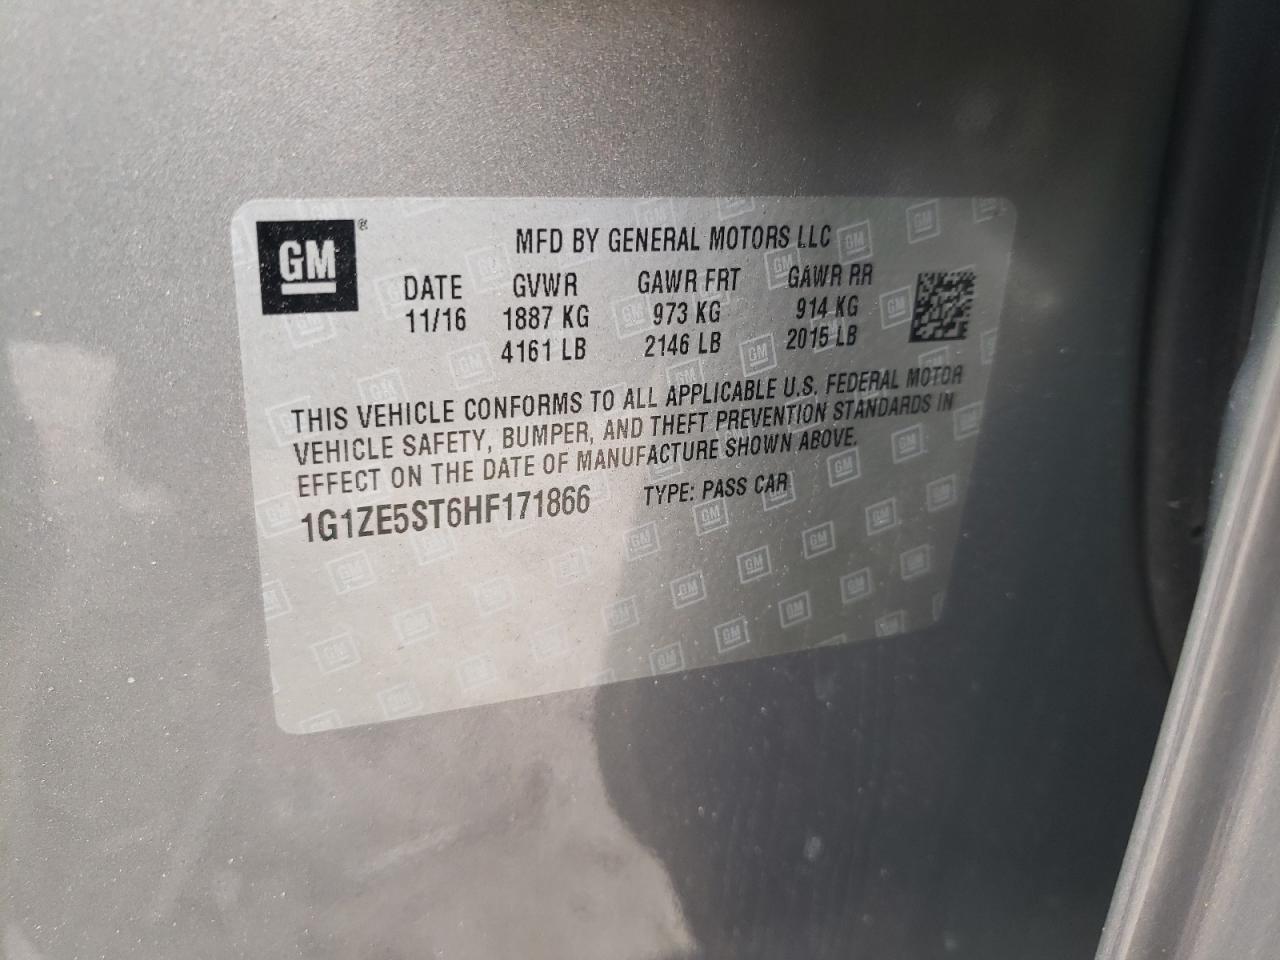 GM®
MFD BY GENERAL MOTORS LLC
DATE GVWR GAWR FRT GAWR RR
11/16 1887 KG 973 KG 914 KG
4161 LB 2146 LB 2015 LB
THIS VEHICLE CONFORMS TO ALL APPLICABLE U.S. FEDERAL MOTOR
VEHICLE SAFETY, BUMPER, AND THEFT PREVENTION STANDARDS IN
EFFECT ON THE DATE OF MANUFACTURE SHOWN ABOVE.
1G1ZE5ST6HF171866 TYPE: PASS CAR